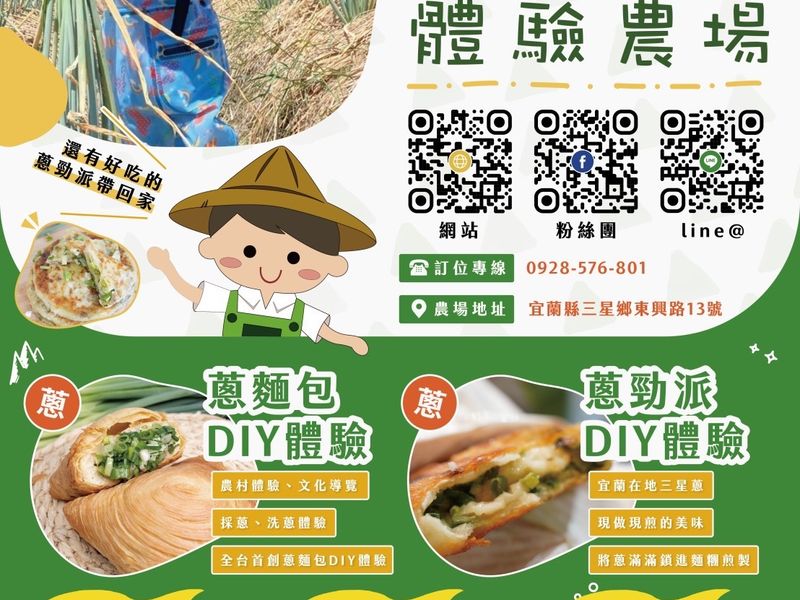 體驗農場
還有好吃的
蔥勁派帶回家
網站
粉絲團
LINE
line@
訂位專線
0928-576-801
農場地址
宜蘭縣三星鄉東興路13號
蔥
蔥麵包
DIY體驗
農村體驗、文化導覽
採蔥、洗蔥體驗
全台首創蔥麵包DIY體驗
蔥
蔥勁派
DIY體驗
宜蘭在地三星蔥
現做現煎的美味
將蔥滿滿鎖進麵糰煎製